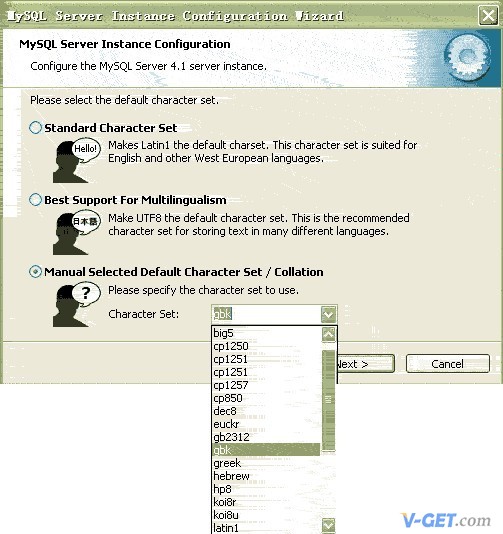 MySQL Server Instance Configuration Wizard
MySQL Server Instance Configuration
Configure the MySQL Server 4.1 server instance.
Please select the default character set.
Standard Character Set
Hello!
Makes Latin1 the default charset. This character set is suited for
English and other West European languages.
Best Support For Multilingualism
日本語
Make UTF8 the default character set. This is the recommended
character set for storing text in many different languages.
Manual Selected Default Character Set / Collation
?
Please specify the character set to use.
Character Set: gbk
big5
cp1250
cp1251
cp1251
cp1257
cp850
dec8
euckr
gb2312
gbk
greek
hebrew
hp8
koi8r
koi8u
latin1
Next >
Cancel
V-GET.com